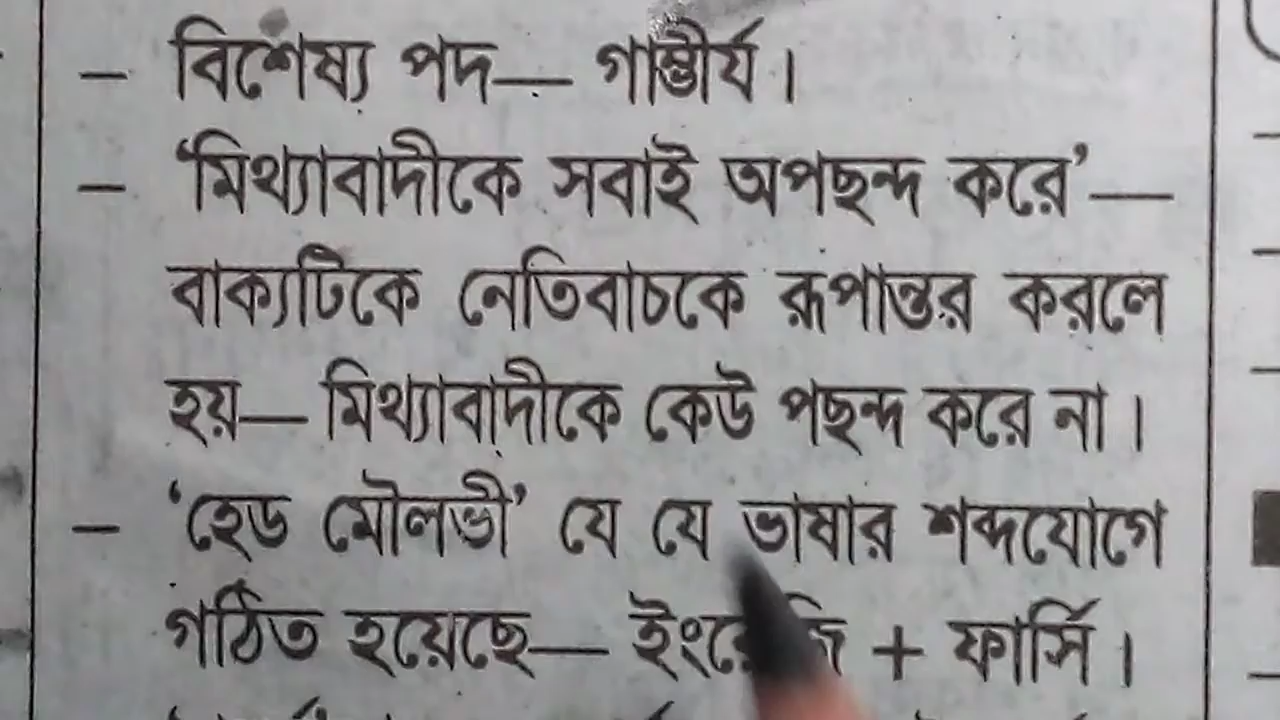 – বিশেষ্য পদ— গাম্ভীর্য।
– ‘মিথ্যাবাদীকে সবাই অপছন্দ করে’—
বাক্যটিকে নেতিবাচকে রূপান্তর করলে
হয়— মিথ্যাবাদীকে কেউ পছন্দ করে না।
– ‘হেড মৌলভী’ যে যে ভাষার শব্দযোগে
গঠিত হয়েছে— ইংরেজি + ফার্সি।